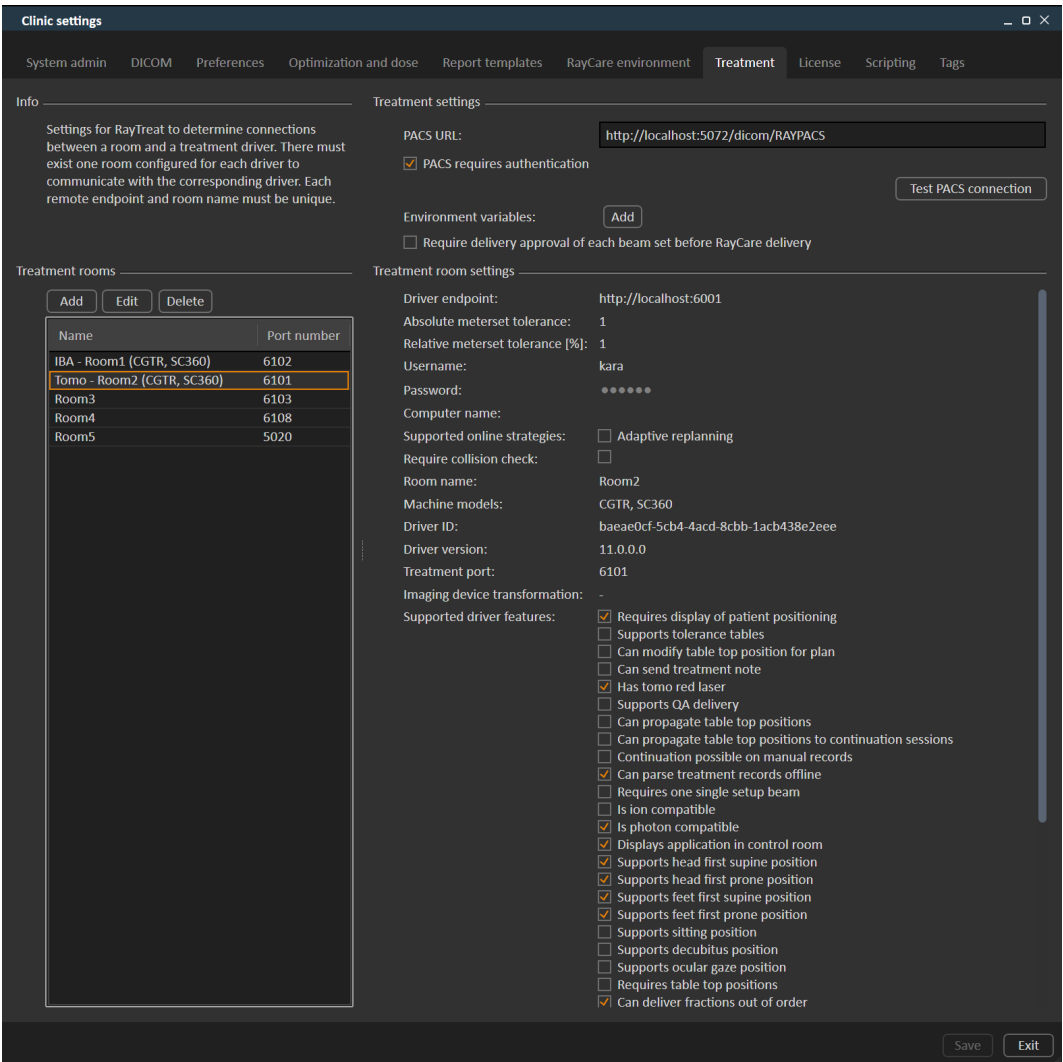 Clinic settings
System admin DICOM Preferences Optimization and dose Report templates RayCare environment Treatment License Scripting Tags
Info
Settings for RayTreat to determine connections
between a room and a treatment driver. There must
exist one room configured for each driver to
communicate with the corresponding driver. Each
remote endpoint and room name must be unique.
Treatment settings
PACS URL: http://localhost:5072/dicom/RAYPACS
PACS requires authentication
Test PACS connection
Environment variables: Add
Require delivery approval of each beam set before RayCare delivery
Treatment rooms
Add Edit Delete
Name Port number
IBA - Room1 (CGTR, SC360) 6102
Tomo - Room2 (CGTR, SC360) 6101
Room3 6103
Room4 6108
Room5 5020
Treatment room settings
Driver endpoint: http://localhost:6001
Absolute meterset tolerance: 1
Relative meterset tolerance [%]: 1
Username: kara
Password: ●●●●●●
Computer name:
Supported online strategies: Adaptive replanning
Require collision check:
Room name: Room2
Machine models: CGTR, SC360
Driver ID: baeae0cf-5cb4-4acd-8cbb-1acb438e2eee
Driver version: 11.0.0.0
Treatment port: 6101
Imaging device transformation: -
Supported driver features: Requires display of patient positioning
Supports tolerance tables
Can modify table top position for plan
Can send treatment note
Has tomo red laser
Supports QA delivery
Can propagate table top positions
Can propagate table top positions to continuation sessions
Continuation possible on manual records
Can parse treatment records offline
Requires one single setup beam
Is ion compatible
Is photon compatible
Displays application in control room
Supports head first supine position
Supports head first prone position
Supports feet first supine position
Supports feet first prone position
Supports sitting position
Supports decubitus position
Supports ocular gaze position
Requires table top positions
Can deliver fractions out of order
Save Exit